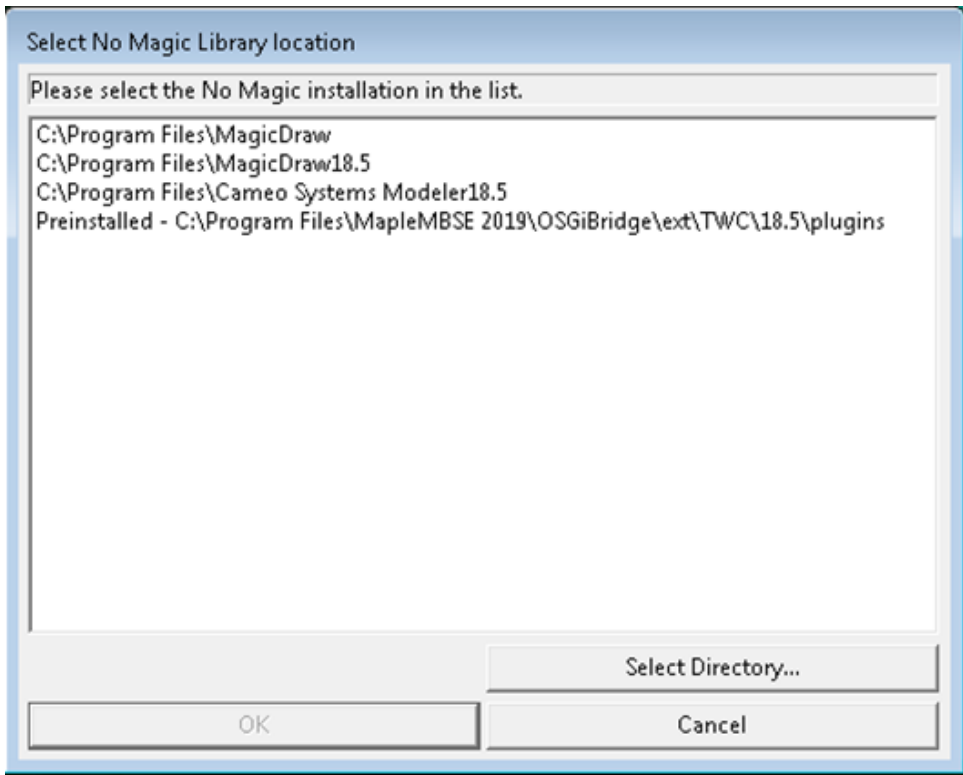 Select No Magic Library location
Please select the No Magic installation in the list.
C:\Program Files\MagicDraw
C:\Program Files\MagicDraw18.5
C:\Program Files\Cameo Systems Modeler18.5
Preinstalled - C:\Program Files\MapleMBSE 2019\OSGiBridge\ext\TWC\18.5\plugins
Select Directory...
OK
Cancel